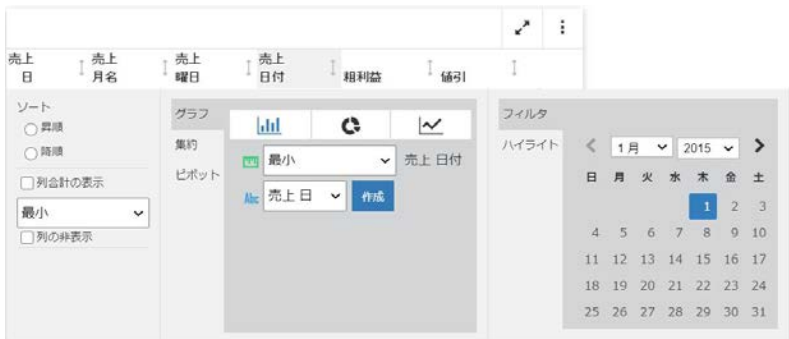 売上 日
売上 月名
売上 曜日
売上 日付
粗利益
値引
ソート
昇順
降順
列合計の表示
最小
列の非表示
グラフ
集約
ピボット
最小
売上 日付
Abc
売上 日
作成
フィルタ
ハイライト
1月 2015
日 月 火 水 木 金 土
1 2 3
4 5 6 7 8 9 10
11 12 13 14 15 16 17
18 19 20 21 22 23 24
25 26 27 28 29 30 31